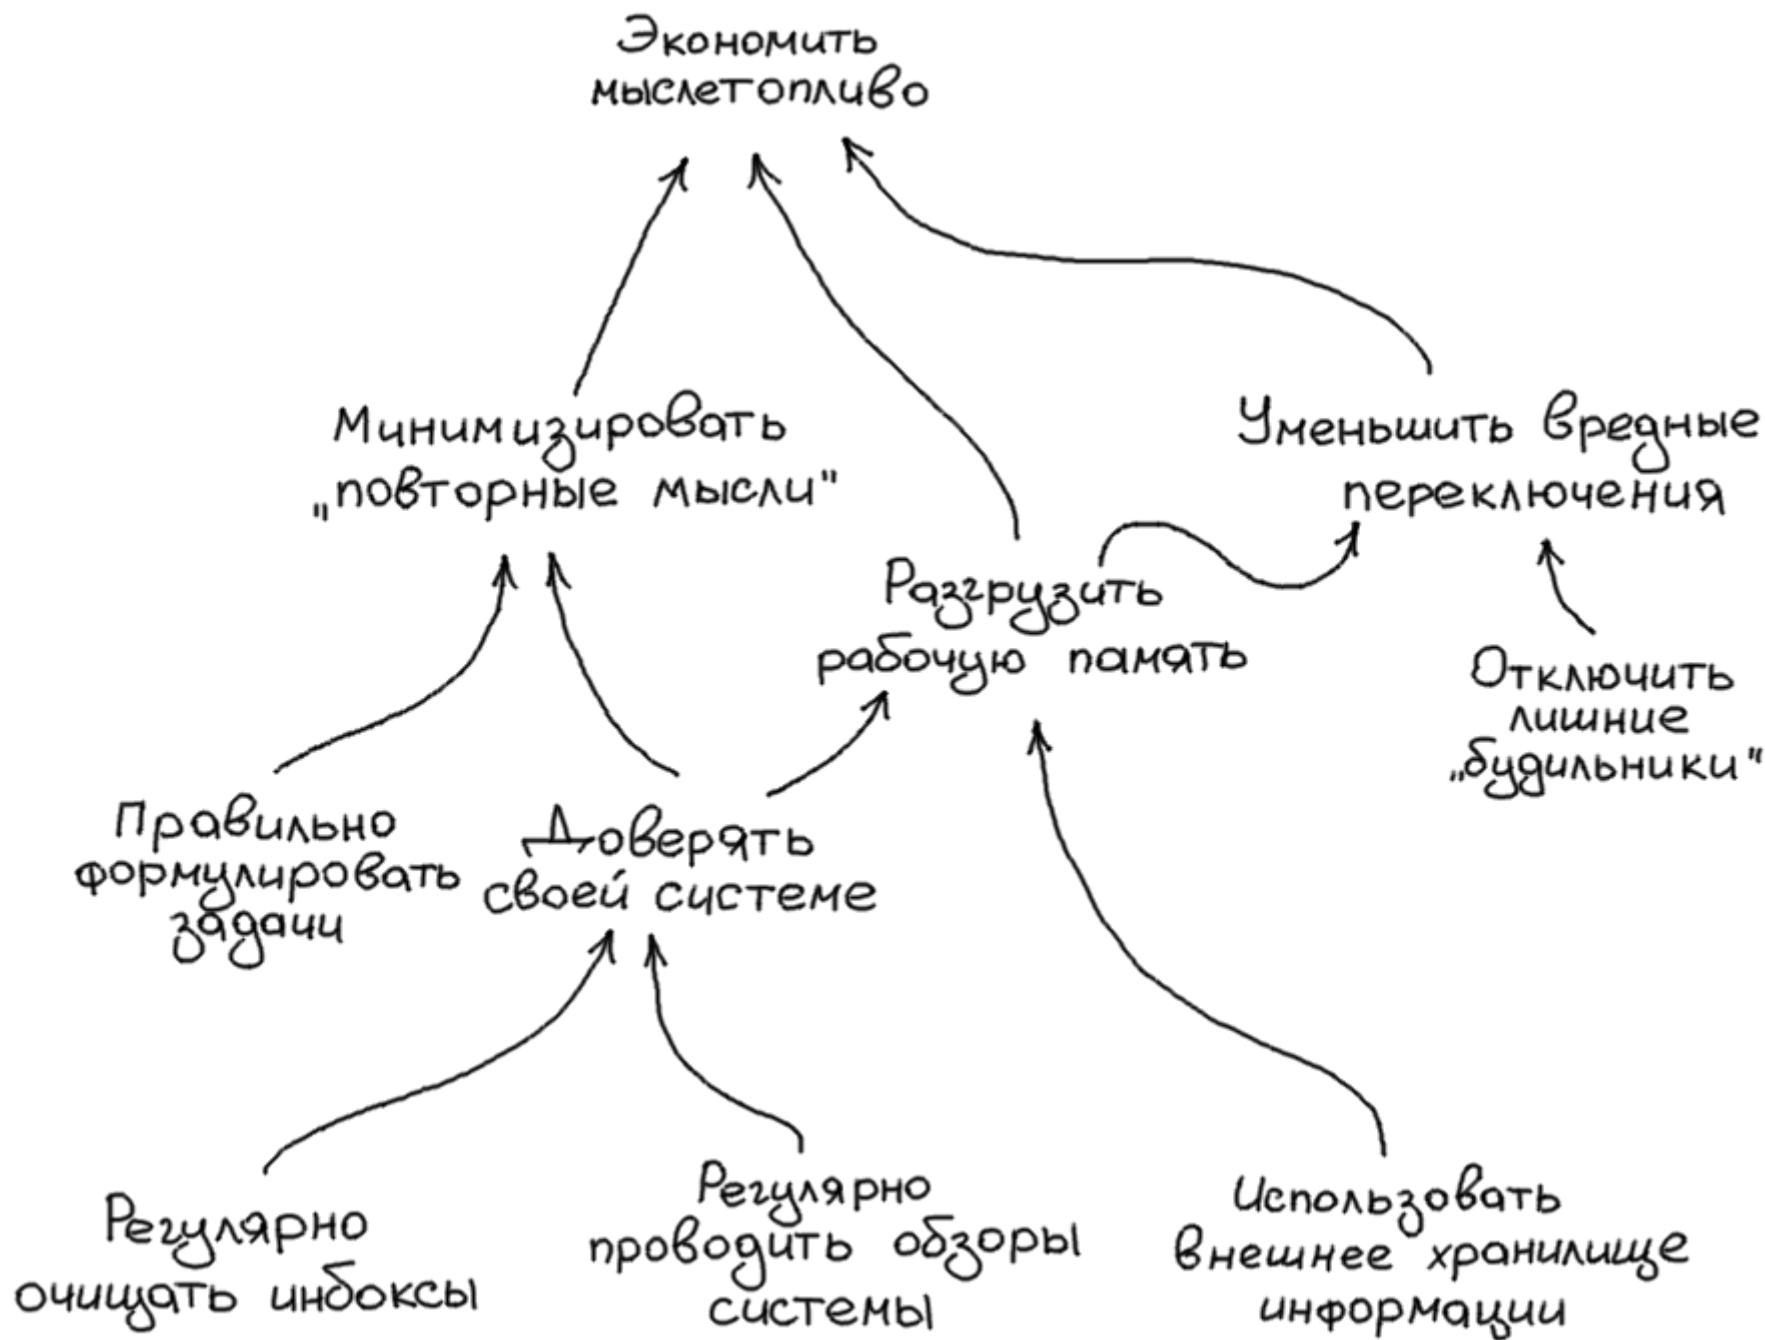 Экономить
мыслетопливо
Минимизировать
„повторные мысли"
Уменьшить вредные
переключения
Разгрузить
рабочую память
Отключить
лишние
„будильники"
Правильно
формулировать
задачи
Доверять
своей системе
Регулярно
очищать инбоксы
Регулярно
проводить обзоры
системы
Использовать
внешнее хранилище
информации